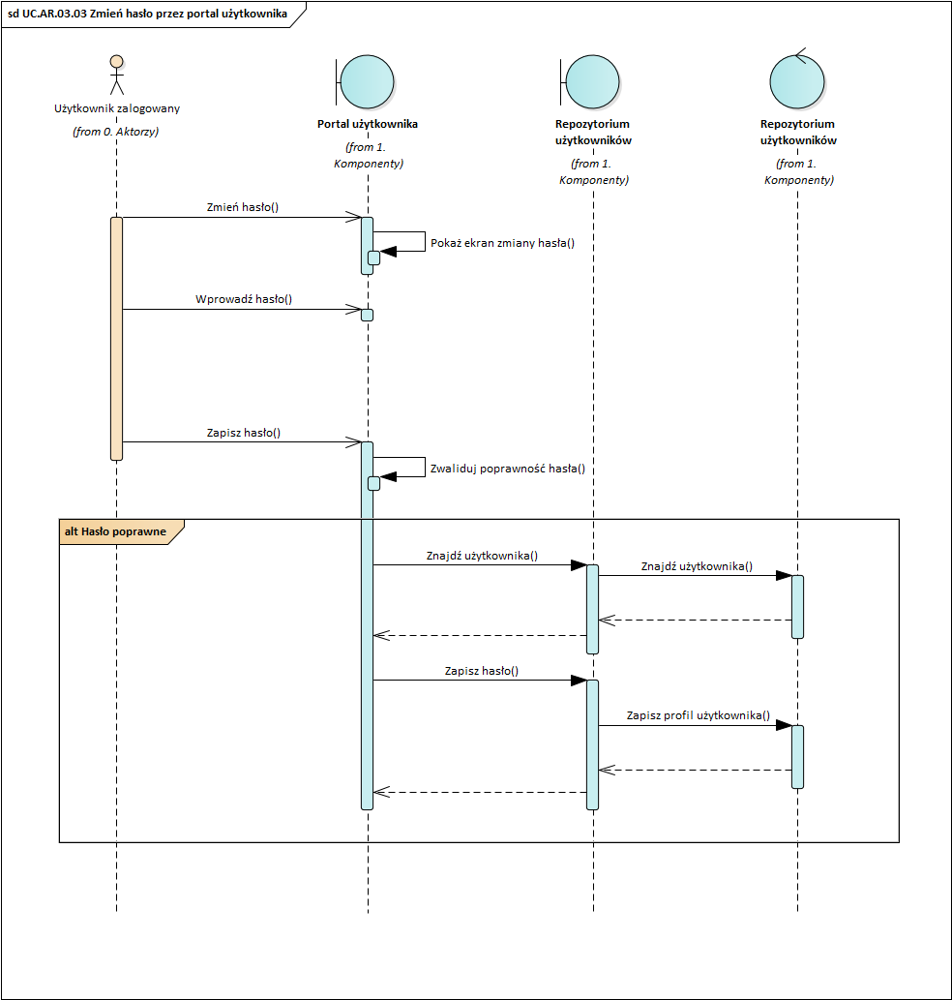 sd UC.AR.03.03 Zmień hasło przez portal użytkownika
Użytkownik zalogowany
(from 0. Aktorzy)
Portal użytkownika
(from 1.
Komponenty)
Repozytorium
użytkowników
(from 1.
Komponenty)
Repozytorium
użytkowników
(from 1.
Komponenty)
Zmień hasło()
Pokaż ekran zmiany hasła()
Wprowadź hasło()
Zapisz hasło()
Zwaliduj poprawność hasła()
alt Hasło poprawne
Znajdź użytkownika()
Znajdź użytkownika()
Zapisz hasło()
Zapisz profil użytkownika()